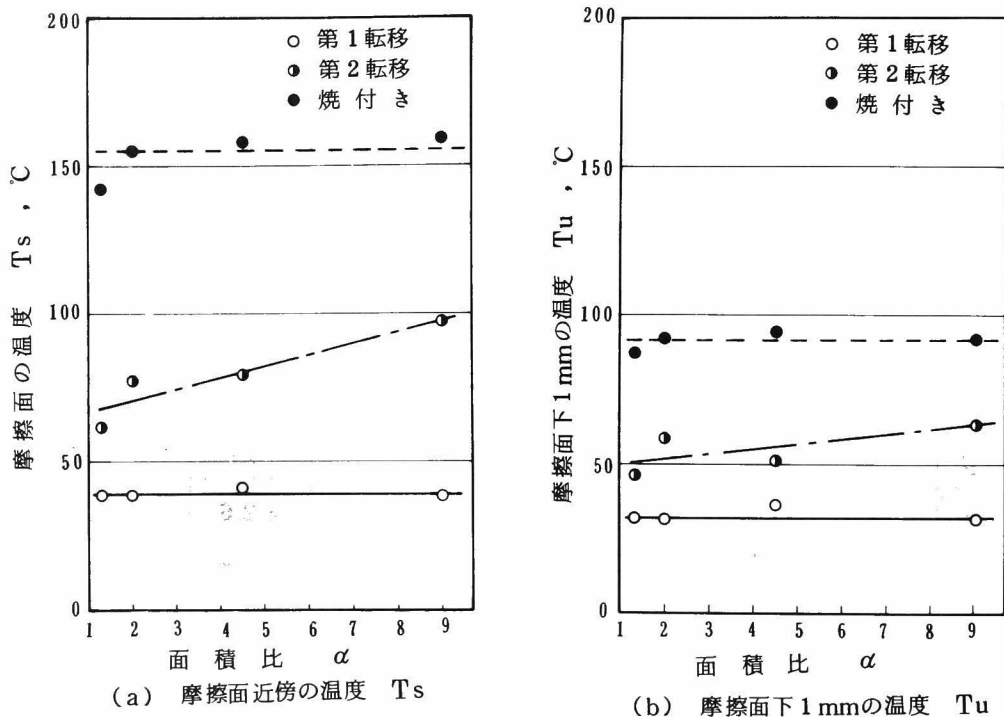 200
150
100
50
0
○ 第1転移
◑ 第2転移
● 焼付き
摩擦面の温度 Ts , ℃
1 2 3 4 5 6 7 8 9
面積比 α
(a) 摩擦面近傍の温度 Ts
200
150
100
50
0
○ 第1転移
◑ 第2転移
● 焼付き
摩擦面下1mmの温度 Tu , ℃
1 2 3 4 5 6 7 8 9
面積比 α
(b) 摩擦面下1mmの温度 Tu